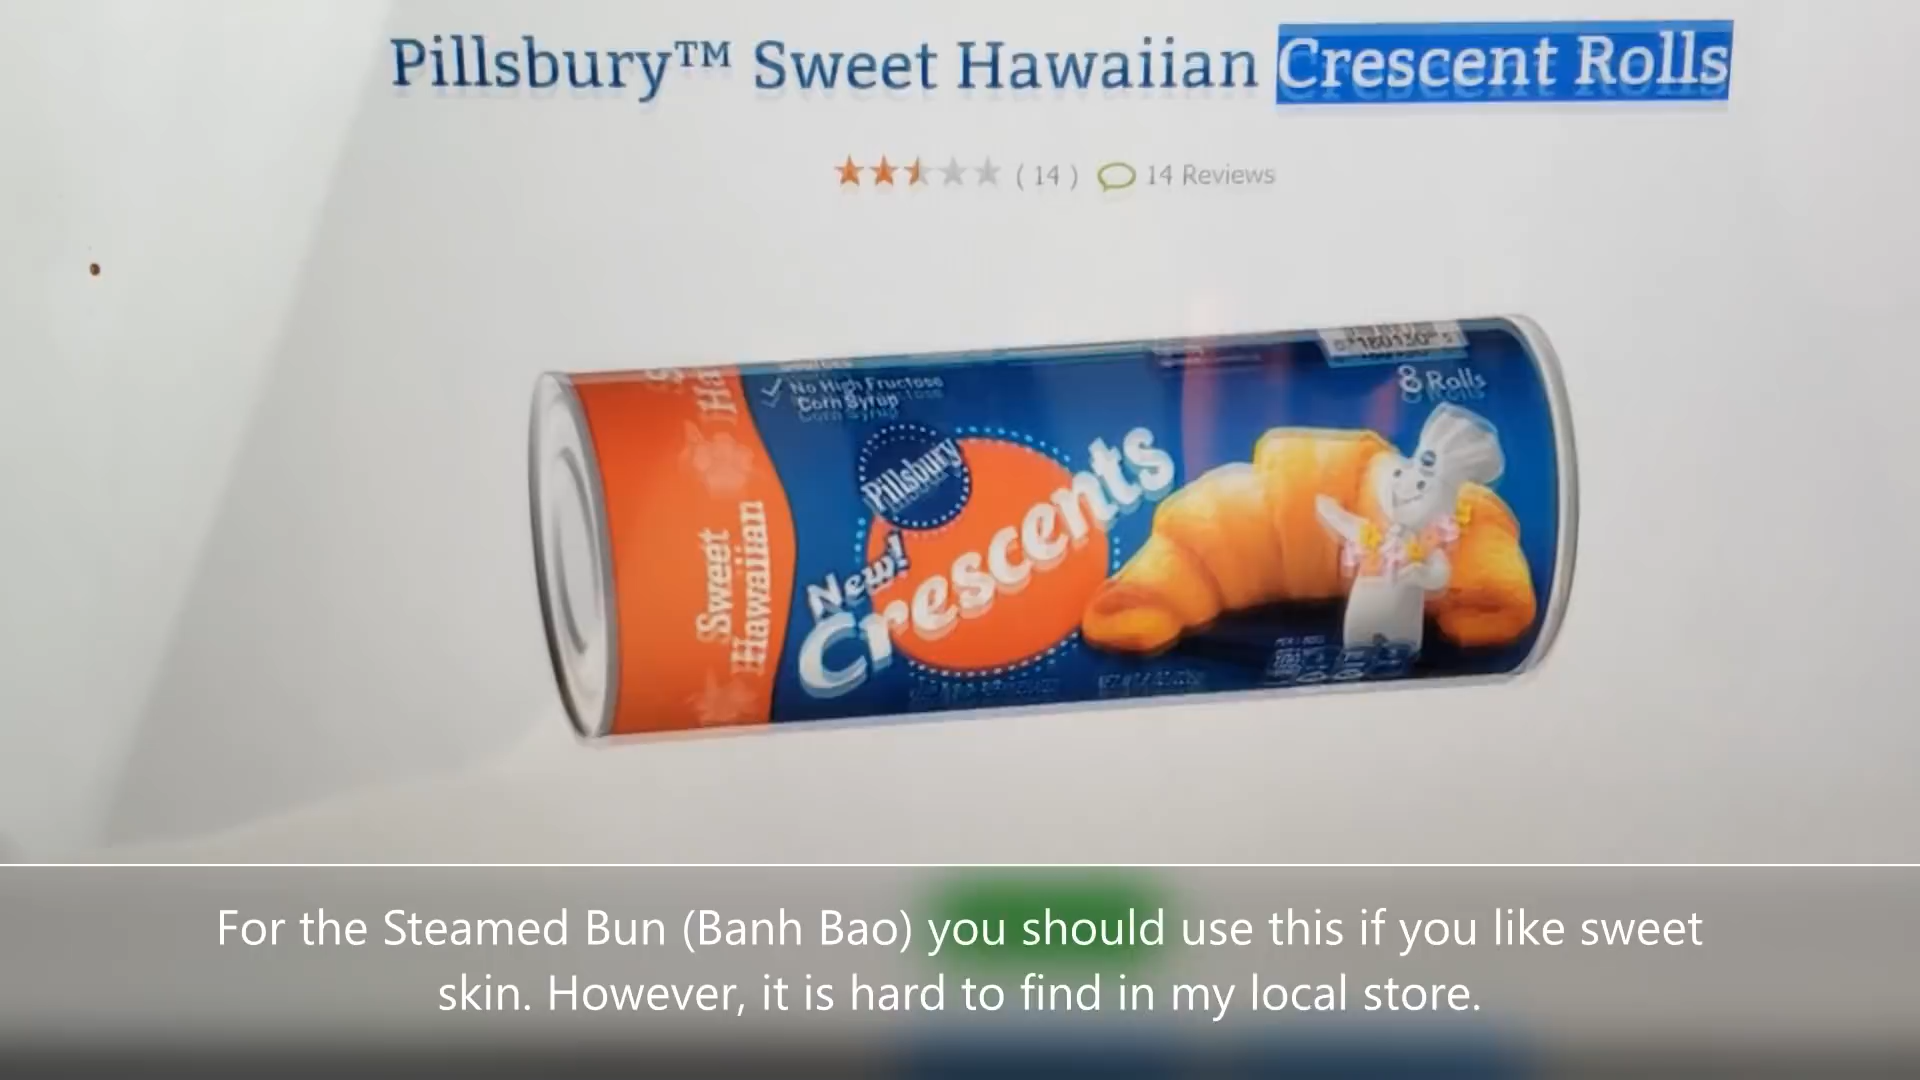 Pillsbury™ Sweet Hawaiian Crescent Rolls
( 14 ) 14 Reviews
No High Fructose
Corn Syrup
8 Rolls
Pillsbury
New!
Crescents
Sweet
Hawaiian
For the Steamed Bun (Banh Bao) you should use this if you like sweet
skin. However, it is hard to find in my local store.